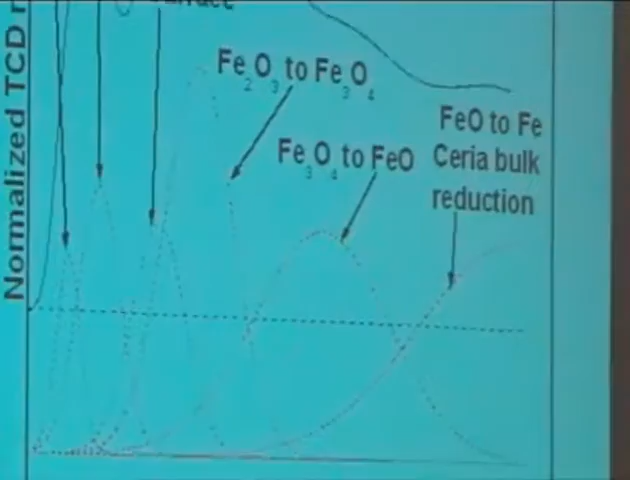 Normalized TCD
Fe2O3 to Fe3O4
Fe3O4 to FeO
FeO to Fe
Ceria bulk
reduction